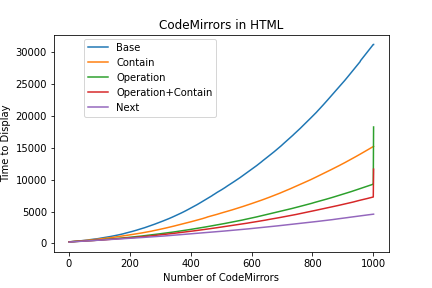 CodeMirrors in HTML
Time to Display
30000
25000
20000
15000
10000
5000
0
Base
Contain
Operation
Operation+Contain
Next
0 200 400 600 800 1000
Number of CodeMirrors